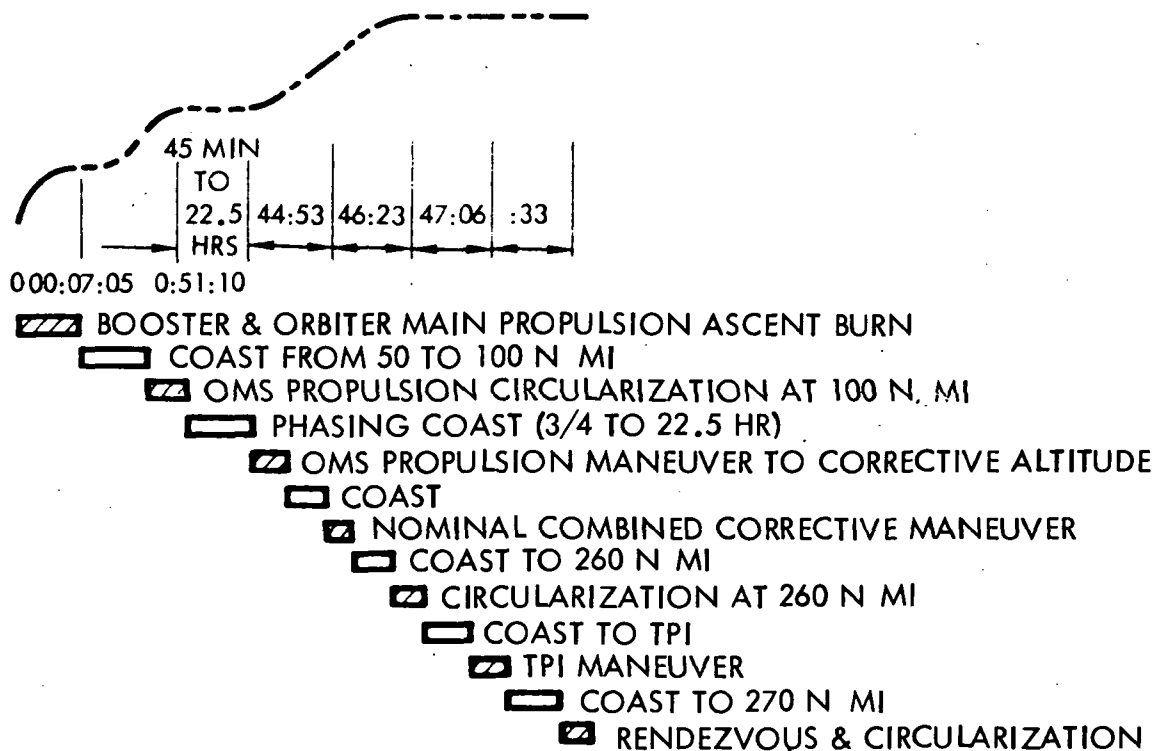 45 MIN
TO
22.5 44:53 46:23 47:06 :33
HRS
0 00:07:05 0:51:10
BOOSTER & ORBITER MAIN PROPULSION ASCENT BURN
COAST FROM 50 TO 100 N MI
OMS PROPULSION CIRCULARIZATION AT 100 N. MI
PHASING COAST (3/4 TO 22.5 HR)
OMS PROPULSION MANEUVER TO CORRECTIVE ALTITUDE
COAST
NOMINAL COMBINED CORRECTIVE MANEUVER
COAST TO 260 N MI
CIRCULARIZATION AT 260 N MI
COAST TO TPI
TPI MANEUVER
COAST TO 270 N MI
RENDEZVOUS & CIRCULARIZATION